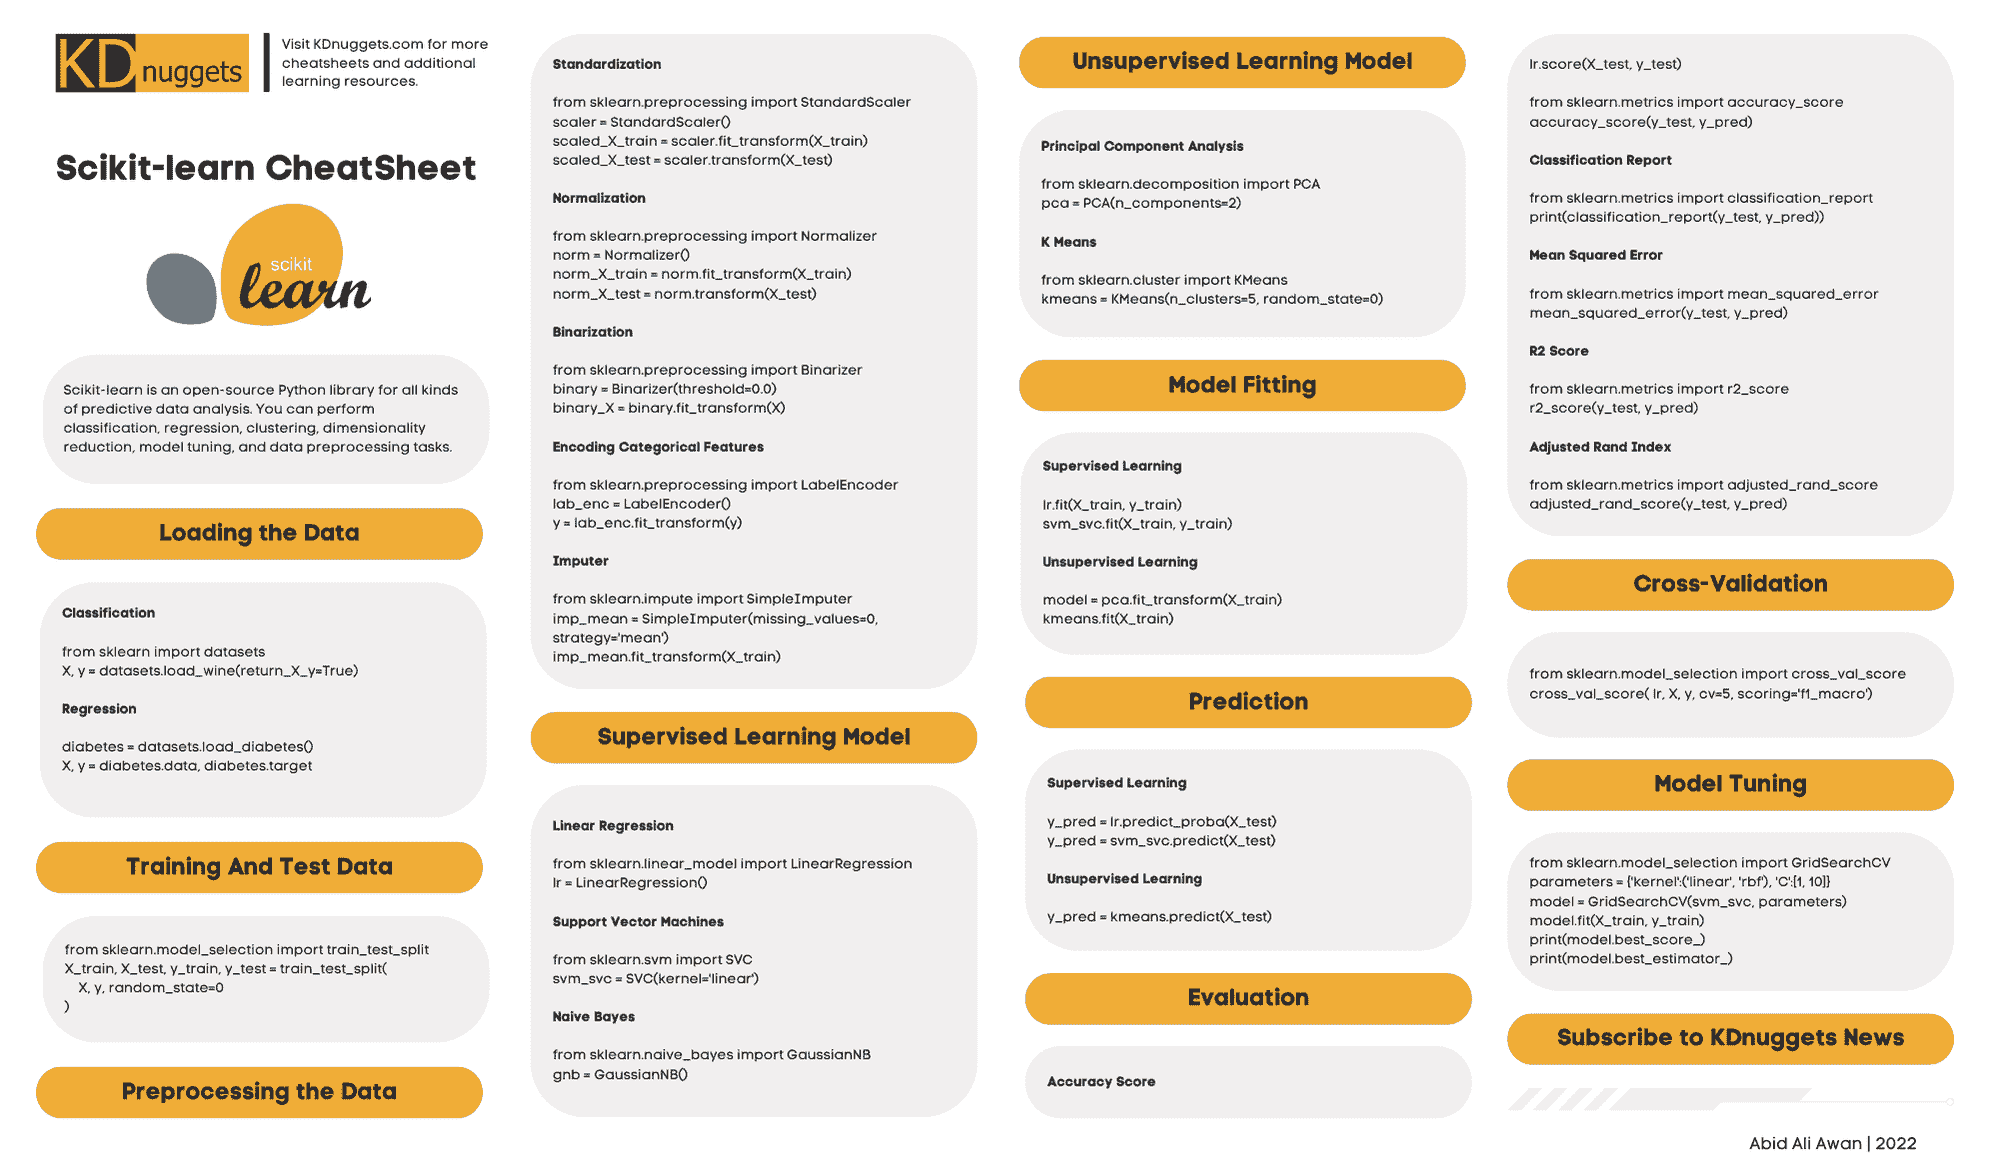 KDnuggets
Visit KDnuggets.com for more
cheatsheets and additional
learning resources.
Scikit-learn CheatSheet
scikit
learn
Scikit-learn is an open-source Python library for all kinds
of predictive data analysis. You can perform
classification, regression, clustering, dimensionality
reduction, model tuning, and data preprocessing tasks.
Loading the Data
Classification
from sklearn import datasets
X, y = datasets.load_wine(return_X_y=True)
Regression
diabetes = datasets.load_diabetes()
X, y = diabetes.data, diabetes.target
Training And Test Data
from sklearn.model_selection import train_test_split
X_train, X_test, y_train, y_test = train_test_split(
X, y, random_state=0
)
Preprocessing the Data
Standardization
from sklearn.preprocessing import StandardScaler
scaler = StandardScaler()
scaled_X_train = scaler.fit_transform(X_train)
scaled_X_test = scaler.transform(X_test)
Normalization
from sklearn.preprocessing import Normalizer
norm = Normalizer()
norm_X_train = norm.fit_transform(X_train)
norm_X_test = norm.transform(X_test)
Binarization
from sklearn.preprocessing import Binarizer
binary = Binarizer(threshold=0.0)
binary_X = binary.fit_transform(X)
Encoding Categorical Features
from sklearn.preprocessing import LabelEncoder
lab_enc = LabelEncoder()
y = lab_enc.fit_transform(y)
Imputer
from sklearn.impute import SimpleImputer
imp_mean = SimpleImputer(missing_values=0,
strategy='mean')
imp_mean.fit_transform(X_train)
Supervised Learning Model
Linear Regression
from sklearn.linear_model import LinearRegression
lr = LinearRegression()
Support Vector Machines
from sklearn.svm import SVC
svm_svc = SVC(kernel='linear')
Naive Bayes
from sklearn.naive_bayes import GaussianNB
gnb = GaussianNB()
Unsupervised Learning Model
Principal Component Analysis
from sklearn.decomposition import PCA
pca = PCA(n_components=2)
K Means
from sklearn.cluster import KMeans
kmeans = KMeans(n_clusters=5, random_state=0)
Model Fitting
Supervised Learning
lr.fit(X_train, y_train)
svm_svc.fit(X_train, y_train)
Unsupervised Learning
model = pca.fit_transform(X_train)
kmeans.fit(X_train)
Prediction
Supervised Learning
y_pred = lr.predict_proba(X_test)
y_pred = svm_svc.predict(X_test)
Unsupervised Learning
y_pred = kmeans.predict(X_test)
Evaluation
Accuracy Score
lr.score(X_test, y_test)
from sklearn.metrics import accuracy_score
accuracy_score(y_test, y_pred)
Classification Report
from sklearn.metrics import classification_report
print(classification_report(y_test, y_pred))
Mean Squared Error
from sklearn.metrics import mean_squared_error
mean_squared_error(y_test, y_pred)
R2 Score
from sklearn.metrics import r2_score
r2_score(y_test, y_pred)
Adjusted Rand Index
from sklearn.metrics import adjusted_rand_score
adjusted_rand_score(y_test, y_pred)
Cross-Validation
from sklearn.model_selection import cross_val_score
cross_val_score( lr, X, y, cv=5, scoring='f1_macro')
Model Tuning
from sklearn.model_selection import GridSearchCV
parameters = {'kernel':('linear', 'rbf'), 'C':[1, 10]}
model = GridSearchCV(svm_svc, parameters)
model.fit(X_train, y_train)
print(model.best_score_)
print(model.best_estimator_)
Subscribe to KDnuggets News
Abid Ali Awan | 2022